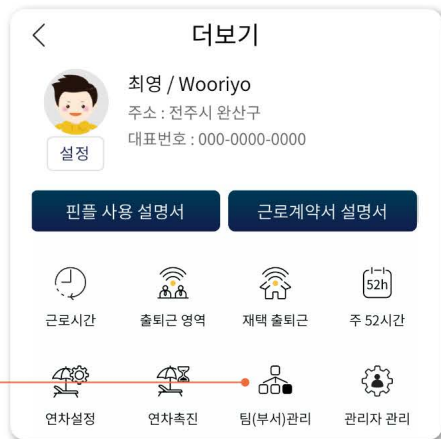 더보기
최영 / Wooriyo
주소 : 전주시 완산구
대표번호 : 000-0000-0000
설정
핀플 사용 설명서 근로계약서 설명서
52h
근로시간 출퇴근 영역 재택 출퇴근 주 52시간
연차설정 연차촉진 팀(부서)관리 관리자 관리